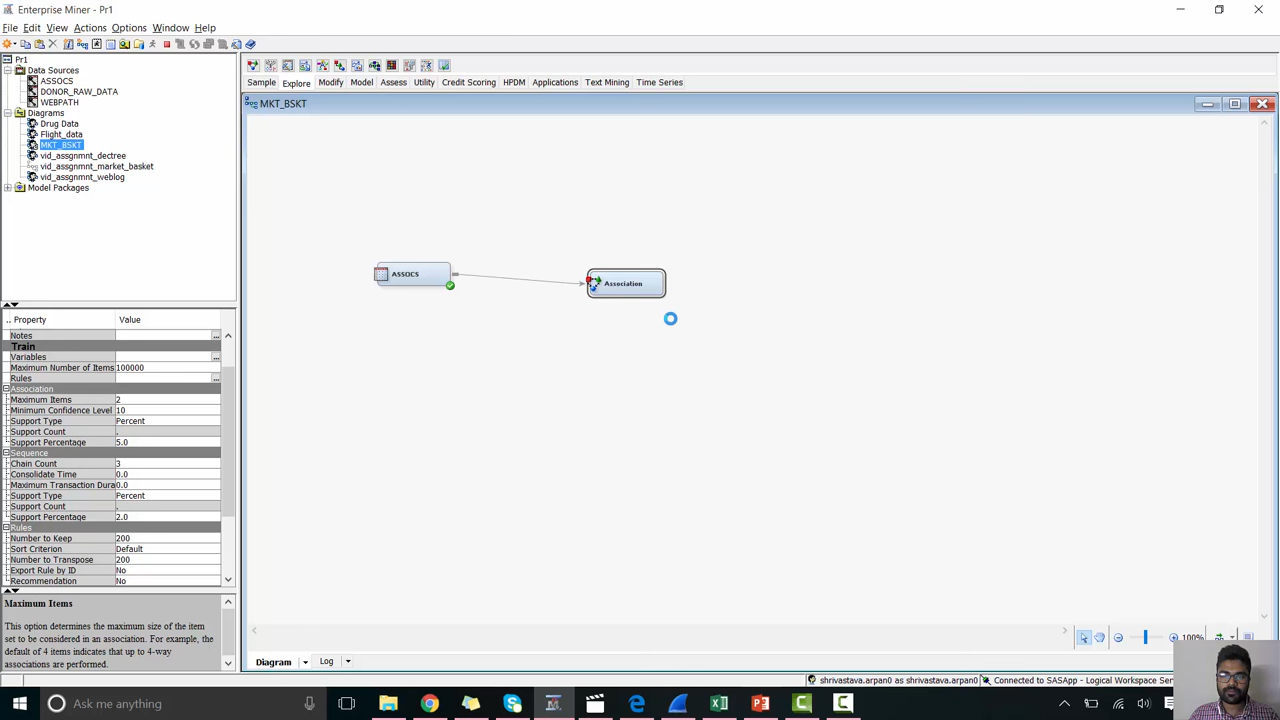 Enterprise Miner - Pr1
File Edit View Actions Options Window Help
Pr1
Data Sources
ASSOCS
DONOR_RAW_DATA
WEBPATH
Diagrams
Drug Data
Flight_data
MKT_BSKT
vid_assgnmnt_dectree
vid_assgnmnt_market_basket
vid_assgnmnt_weblog
Model Packages
.. Property Value
Notes ...
Train
Variables ...
Maximum Number of Items 100000
Rules ...
Association
Maximum Items 2
Minimum Confidence Level 10
Support Type Percent
Support Count .
Support Percentage 5.0
Sequence
Chain Count 3
Consolidate Time 0.0
Maximum Transaction Dura 0.0
Support Type Percent
Support Count .
Support Percentage 2.0
Rules
Number to Keep 200
Sort Criterion Default
Number to Transpose 200
Export Rule by ID No
Recommendation No
Maximum Items
This option determines the maximum size of the item
set to be considered in an association. For example, the
default of 4 items indicates that up to 4-way
associations are performed.
Sample Explore Modify Model Assess Utility Credit Scoring HPDM Applications Text Mining Time Series
MKT_BSKT
ASSOCS
Association
100%
Diagram Log
shrivastava.arpan0 as shrivastava.arpan0 Connected to SASApp - Logical Workspace Ser
Ask me anything